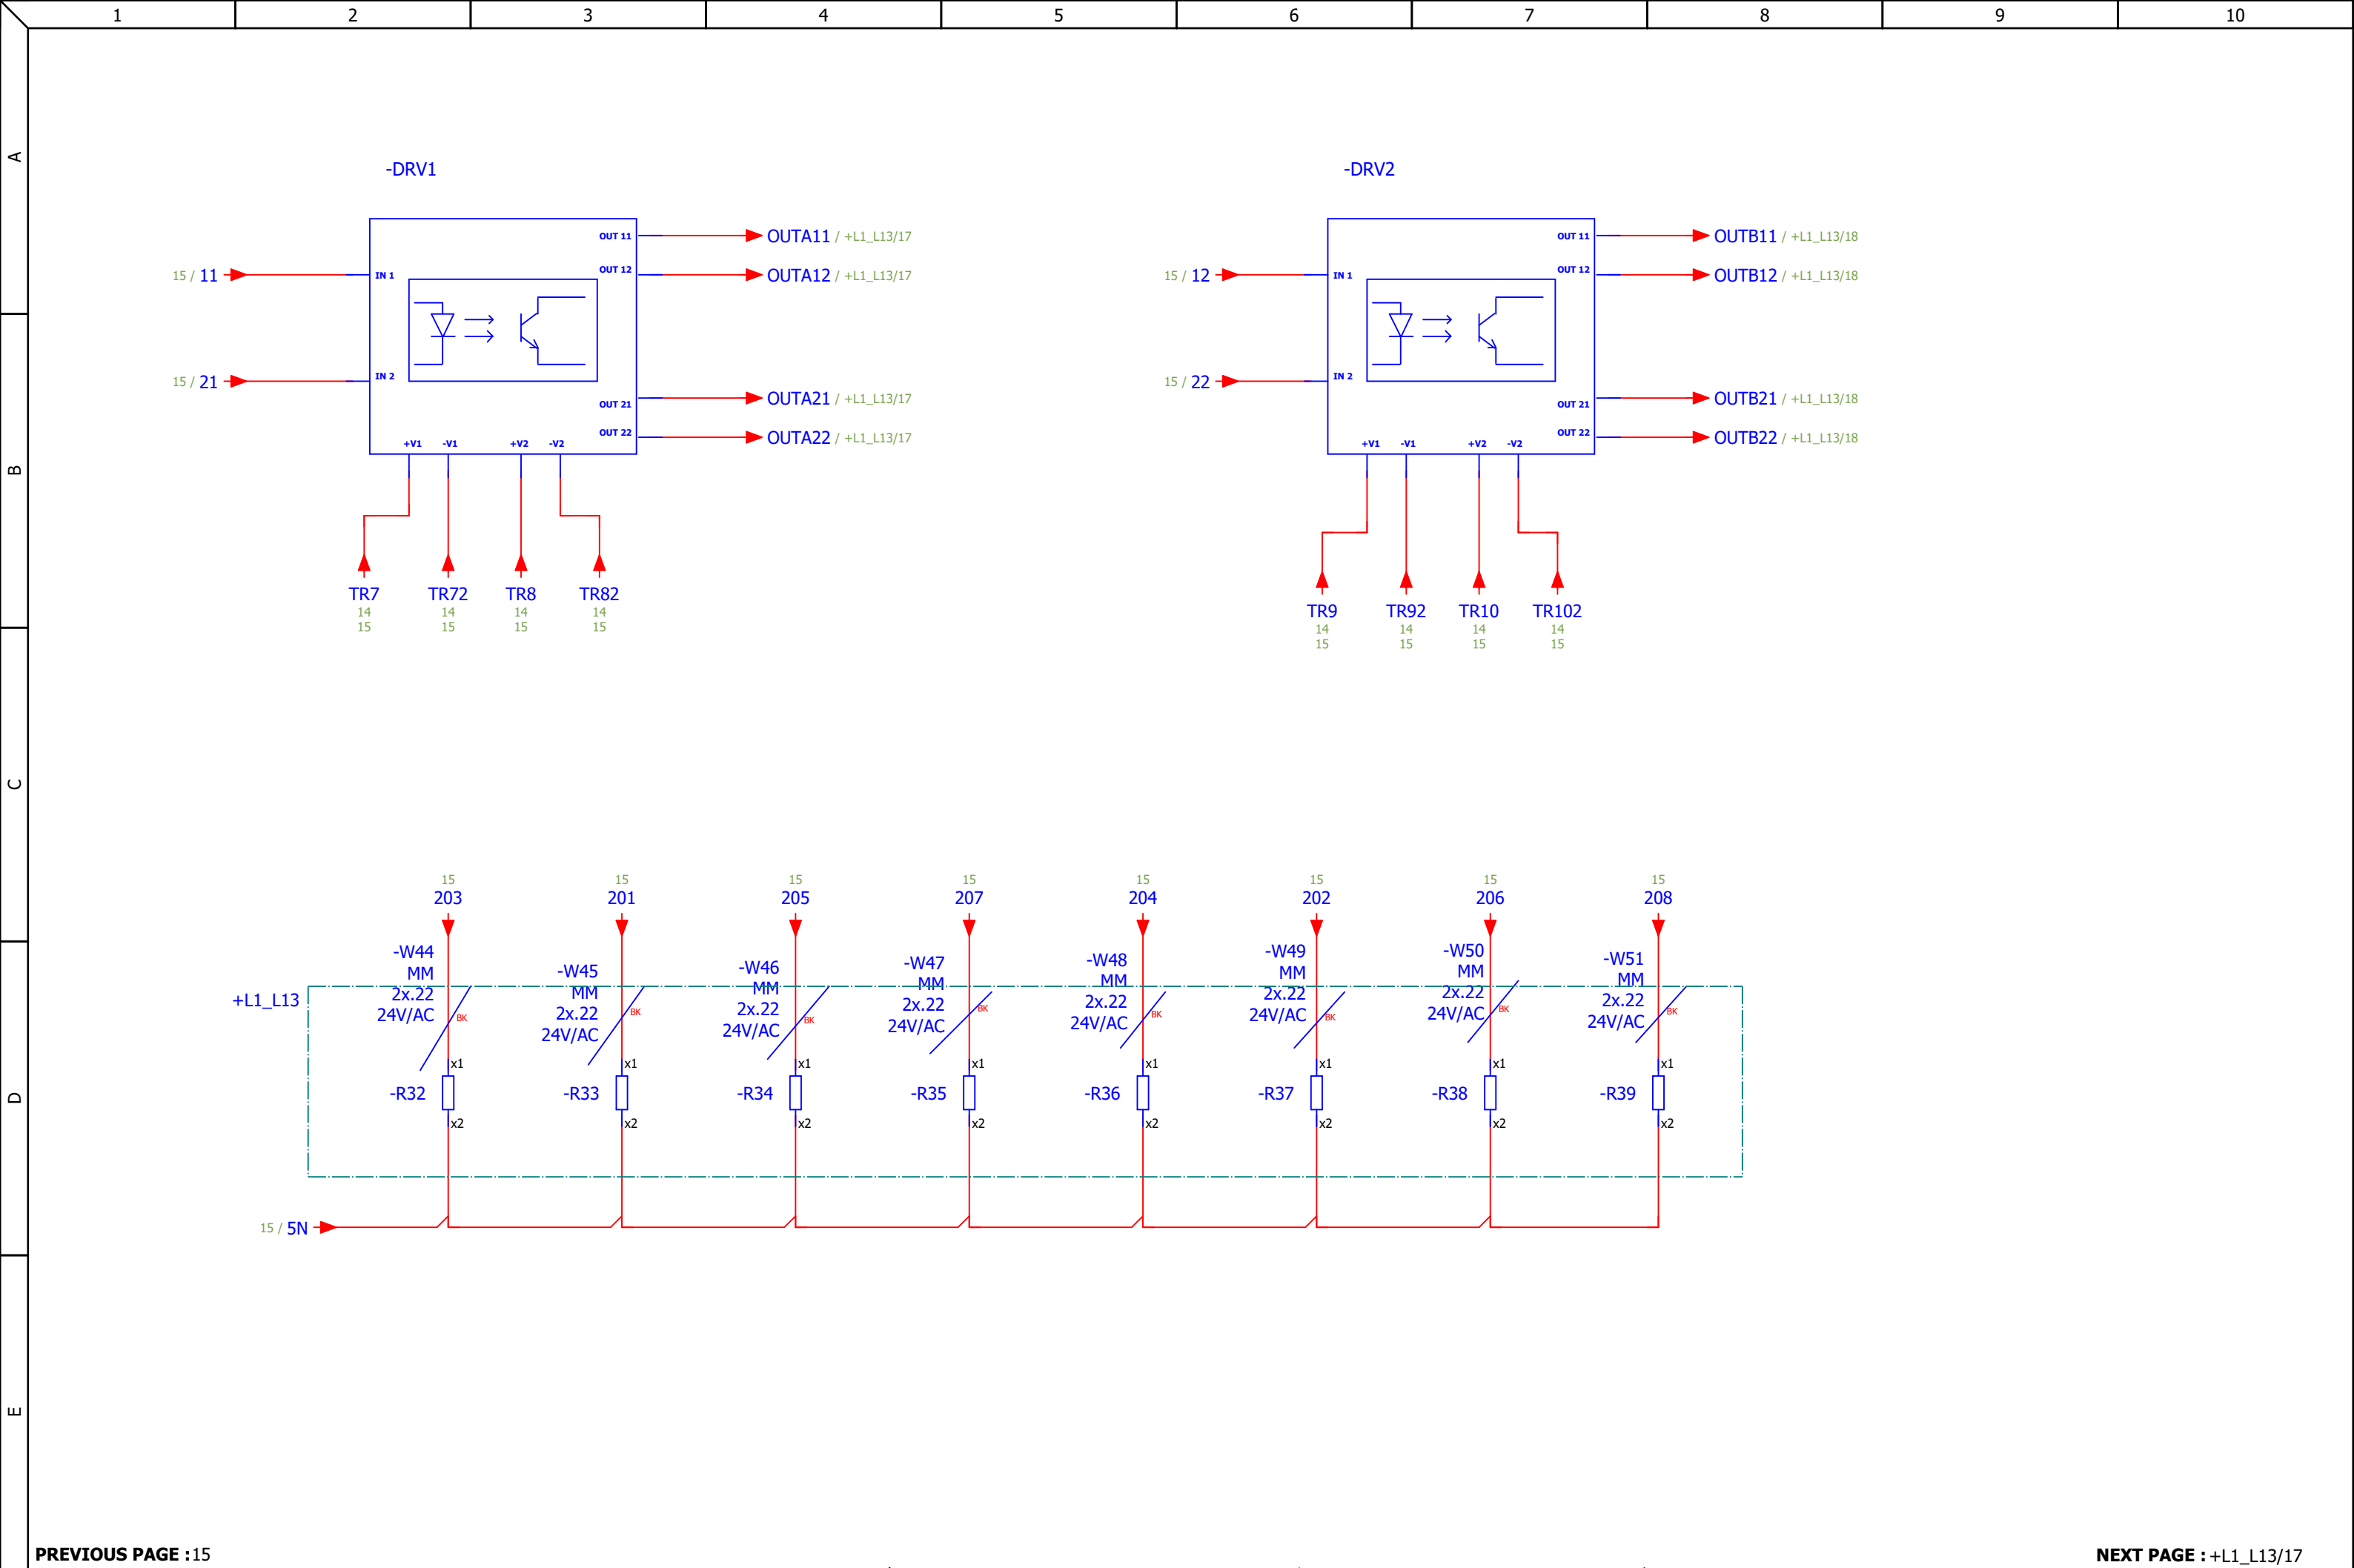 1 2 3 4 5 6 7 8 9 10
A
B
C
D
E
-DRV1
OUT 11
OUT 12
OUT 21
OUT 22
IN 1
IN 2
+V1 -V1 +V2 -V2
15 / 11
15 / 21
OUTA11 / +L1_L13/17
OUTA12 / +L1_L13/17
OUTA21 / +L1_L13/17
OUTA22 / +L1_L13/17
TR7 TR72 TR8 TR82
14 14 14 14
15 15 15 15
-DRV2
OUT 11
OUT 12
OUT 21
OUT 22
IN 1
IN 2
+V1 -V1 +V2 -V2
15 / 12
15 / 22
OUTB11 / +L1_L13/18
OUTB12 / +L1_L13/18
OUTB21 / +L1_L13/18
OUTB22 / +L1_L13/18
TR9 TR92 TR10 TR102
14 14 14 14
15 15 15 15
15 15 15 15 15 15 15 15
203 201 205 207 204 202 206 208
+L1_L13
-W44
MM
2x.22
24V/AC
BK
x1
-R32
x2
-W45
MM
2x.22
24V/AC
BK
x1
-R33
x2
-W46
MM
2x.22
24V/AC
BK
x1
-R34
x2
-W47
MM
2x.22
24V/AC
BK
x1
-R35
x2
-W48
MM
2x.22
24V/AC
BK
x1
-R36
x2
-W49
MM
2x.22
24V/AC
BK
x1
-R37
x2
-W50
MM
2x.22
24V/AC
BK
x1
-R38
x2
-W51
MM
2x.22
24V/AC
BK
x1
-R39
x2
15 / 5N
PREVIOUS PAGE :15
NEXT PAGE : +L1_L13/17